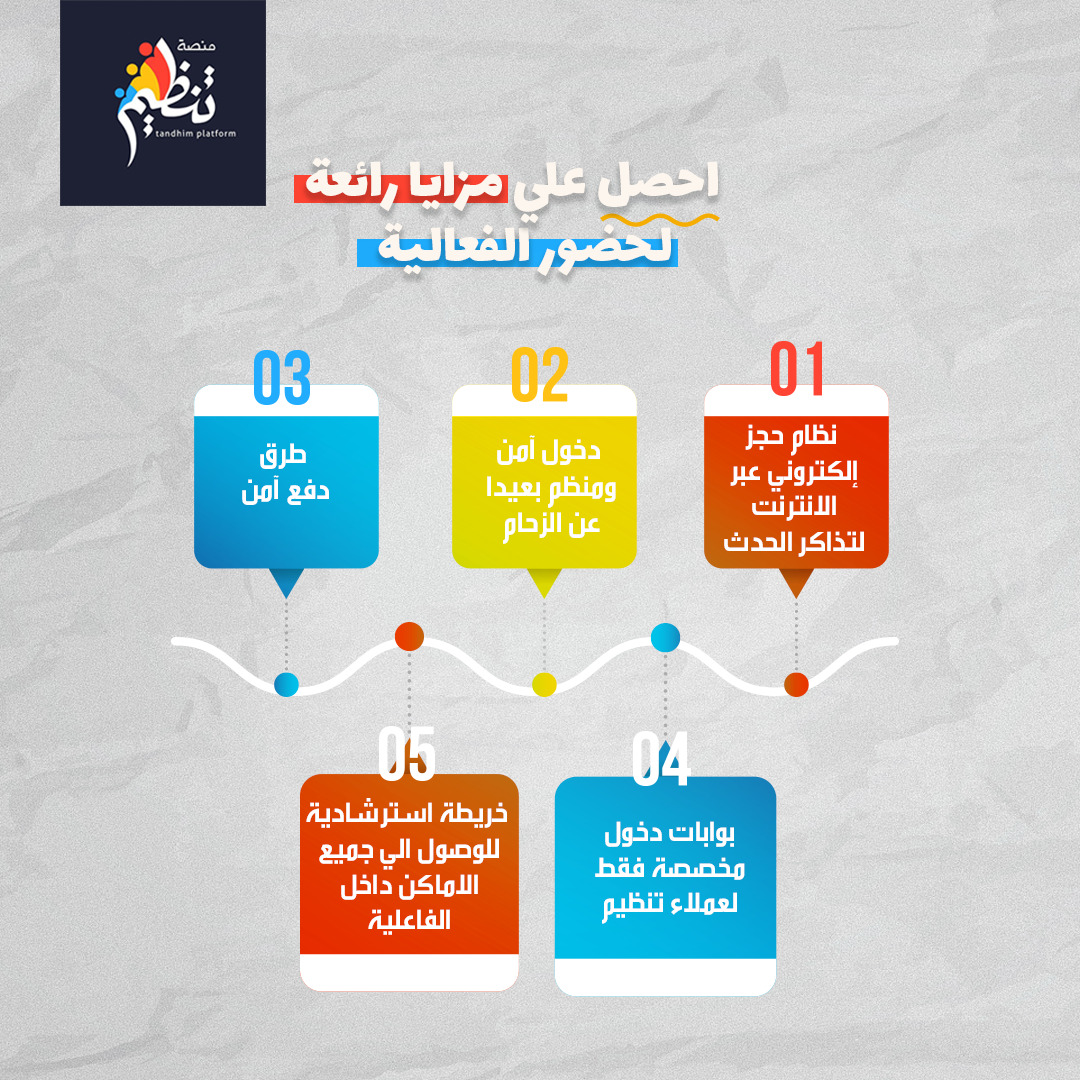 منصة
تنظيم
tandhim platform
احصل علي مزايا رائعة
لحضور الفعالية
01
نظام حجز
إلكتروني عبر
الانترنت
لتذاكر الحدث
02
دخول آمن
ومنظم بعيدا
عن الزحام
03
طرق
دفع آمن
04
بوابات دخول
مخصصة فقط
لعملاء تنظيم
05
خريطة استرشادية
للوصول الي جميع
الاماكن داخل
الفاعلية